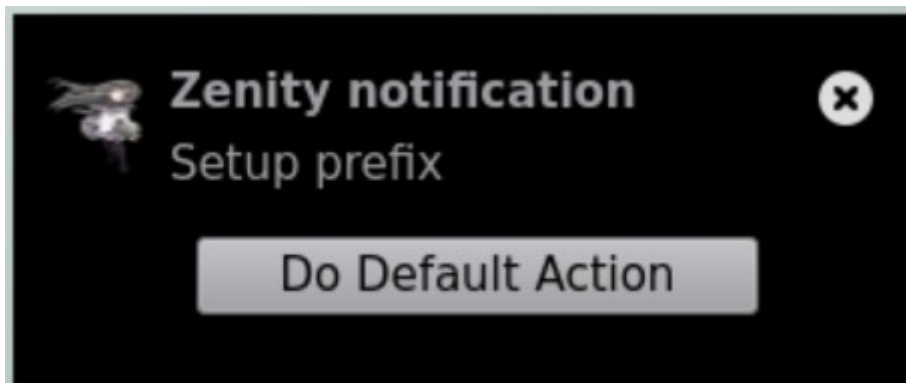 Zenity notification
Setup prefix
Do Default Action